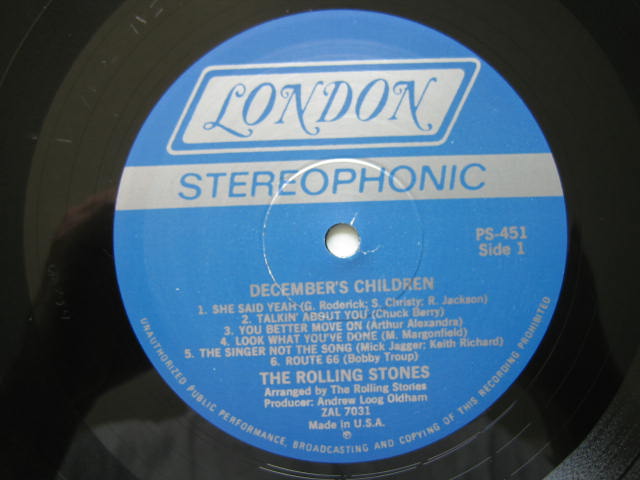 LONDON
STEREOPHONIC
PS-451
Side 1
DECEMBER'S CHILDREN
1. SHE SAID YEAH (G. Roderick; S. Christy; R. Jackson)
2. TALKIN' ABOUT YOU (Chuck Berry)
3. YOU BETTER MOVE ON (Arthur Alexandra)
4. LOOK WHAT YOU'VE DONE (M. Margonfield)
5. THE SINGER NOT THE SONG (Mick Jagger; Keith Richard)
6. ROUTE 66 (Bobby Troup)
THE ROLLING STONES
Arranged by The Rolling Stones
Producer: Andrew Loog Oldham
ZAL 7031
Made in U.S.A.
℗
UNAUTHORIZED PUBLIC PERFORMANCE, BROADCASTING AND COPYING OF THIS RECORDING PROHIBITED